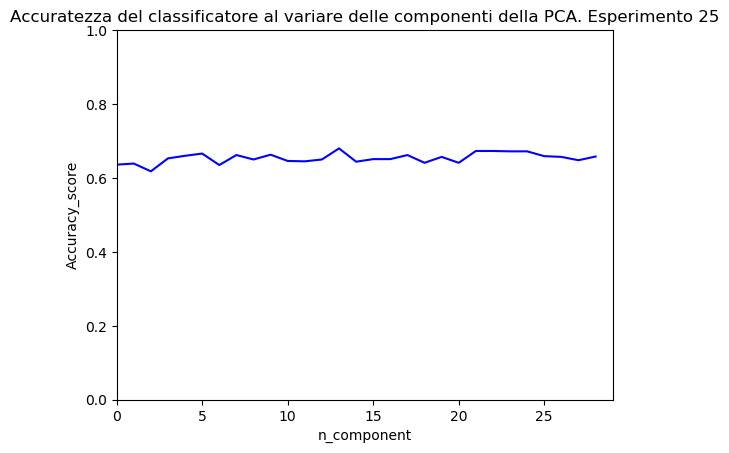 Accuratezza del classificatore al variare delle componenti della PCA. Esperimento 25
1.0
0.8
0.6
0.4
0.2
0.0
Accuracy_score
0 5 10 15 20 25
n_component